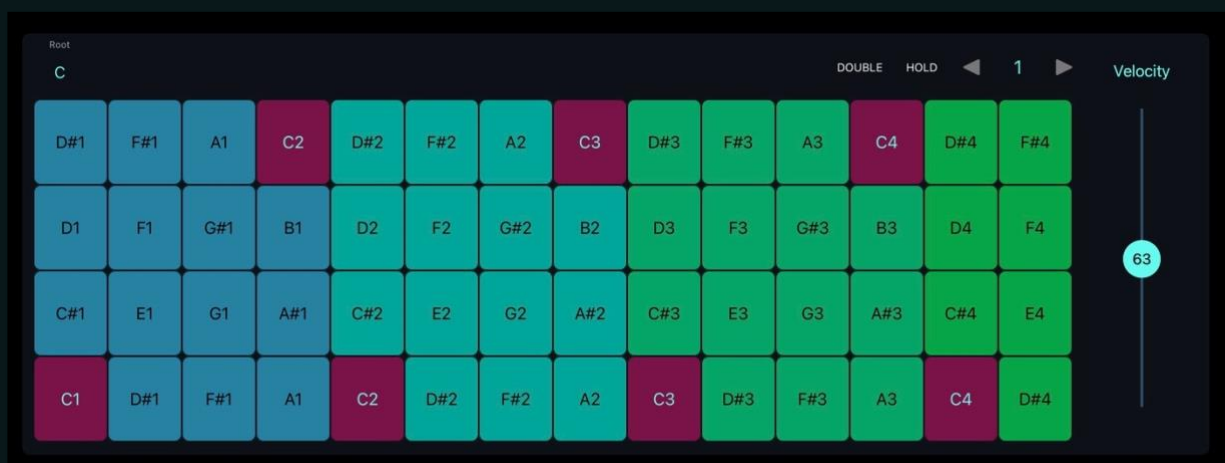 Root
C
DOUBLE HOLD 1 Velocity
D#1 F#1 A1 C2 D#2 F#2 A2 C3 D#3 F#3 A3 C4 D#4 F#4
D1 F1 G#1 B1 D2 F2 G#2 B2 D3 F3 G#3 B3 D4 F4
63
C#1 E1 G1 A#1 C#2 E2 G2 A#2 C#3 E3 G3 A#3 C#4 E4
C1 D#1 F#1 A1 C2 D#2 F#2 A2 C3 D#3 F#3 A3 C4 D#4